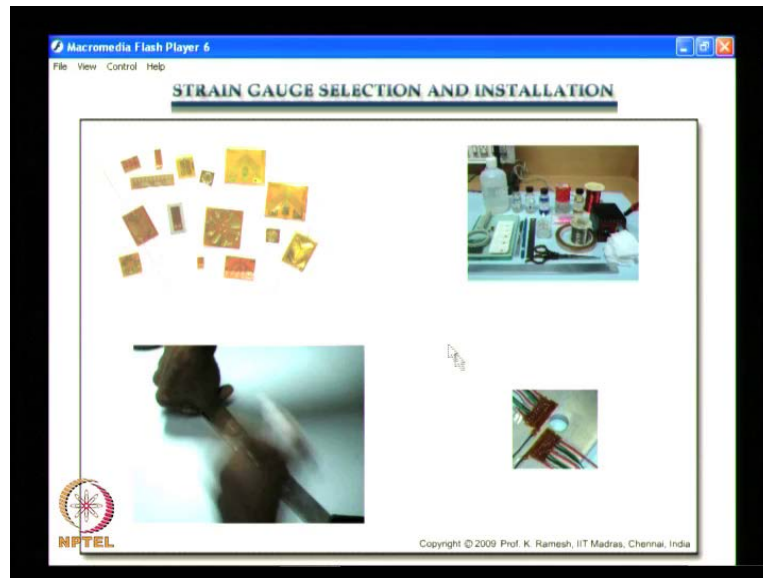 Macromedia Flash Player 6
File View Control Help
STRAIN GAUGE SELECTION AND INSTALLATION
NPTEL
Copyright © 2009 Prof. K. Ramesh, IIT Madras, Chennai, India